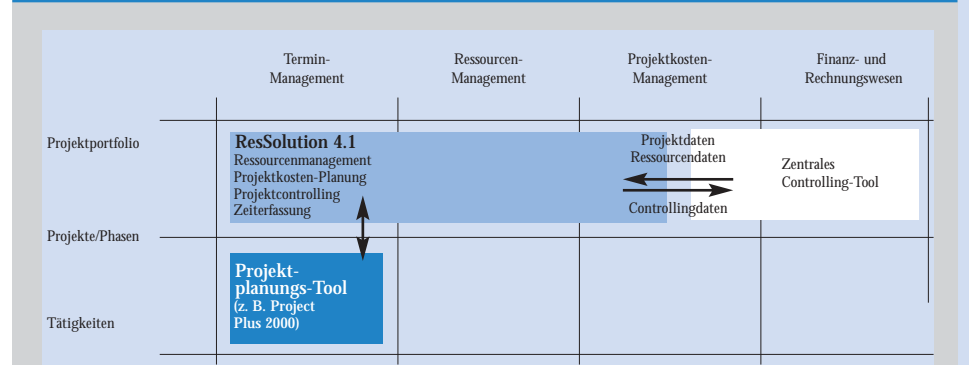 Termin-
Management
Ressourcen-
Management
Projektkosten-
Management
Finanz- und
Rechnungswesen
Projektportfolio
ResSolution 4.1
Ressourcenmanagement
Projektkosten-Planung
Projektcontrolling
Zeiterfassung
Projektdaten
Ressourcendaten
Controllingdaten
Zentrales
Controlling-Tool
Projekte/Phasen
Projekt-
planungs-Tool
(z. B. Project
Plus 2000)
Tätigkeiten